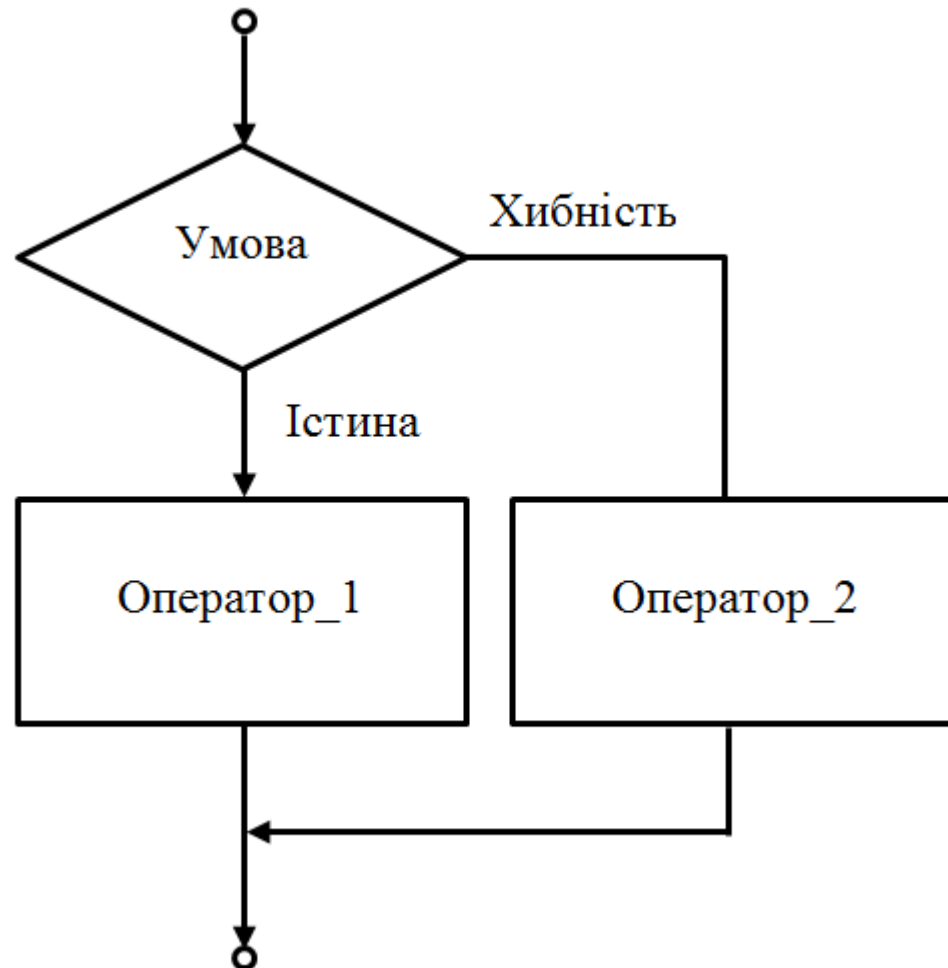 Умова
Хибність
Істина
Оператор_1
Оператор_2